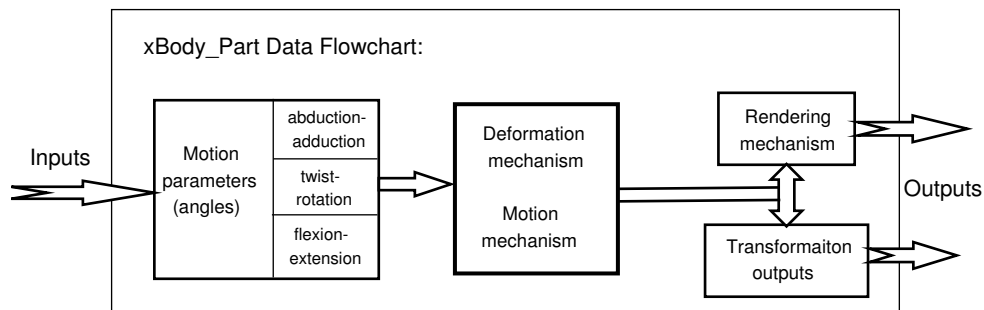 xBody_Part Data Flowchart:
Inputs
Motion
parameters
(angles)
abduction-
adduction
twist-
rotation
flexion-
extension
Deformation
mechanism
Motion
mechanism
Rendering
mechanism
Transformaiton
outputs
Outputs